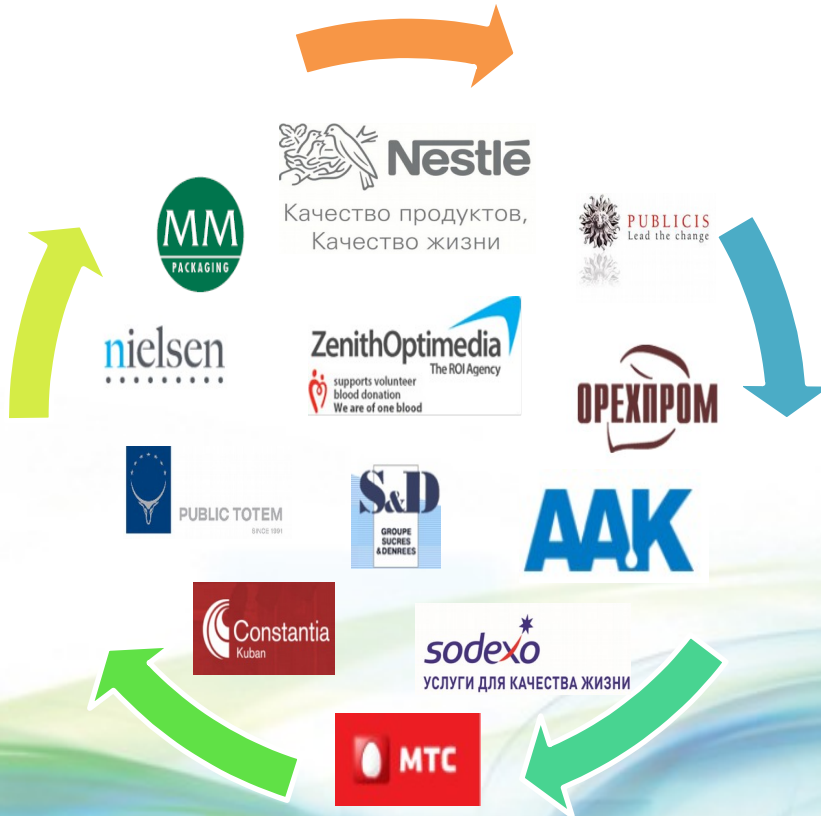 Nestlé
Качество продуктов,
Качество жизни
MM
PACKAGING
PUBLICIS
Lead the change
nielsen
ZenithOptimedia
The ROI Agency
supports volunteer
blood donation
We are of one blood
ОРЕХПРОМ
PUBLIC TOTEM
SINCE 1991
S&D
GROUPE
SUCRES
&DENREES
AAK
Constantia
Kuban
sodexo
УСЛУГИ ДЛЯ КАЧЕСТВА ЖИЗНИ
МТС